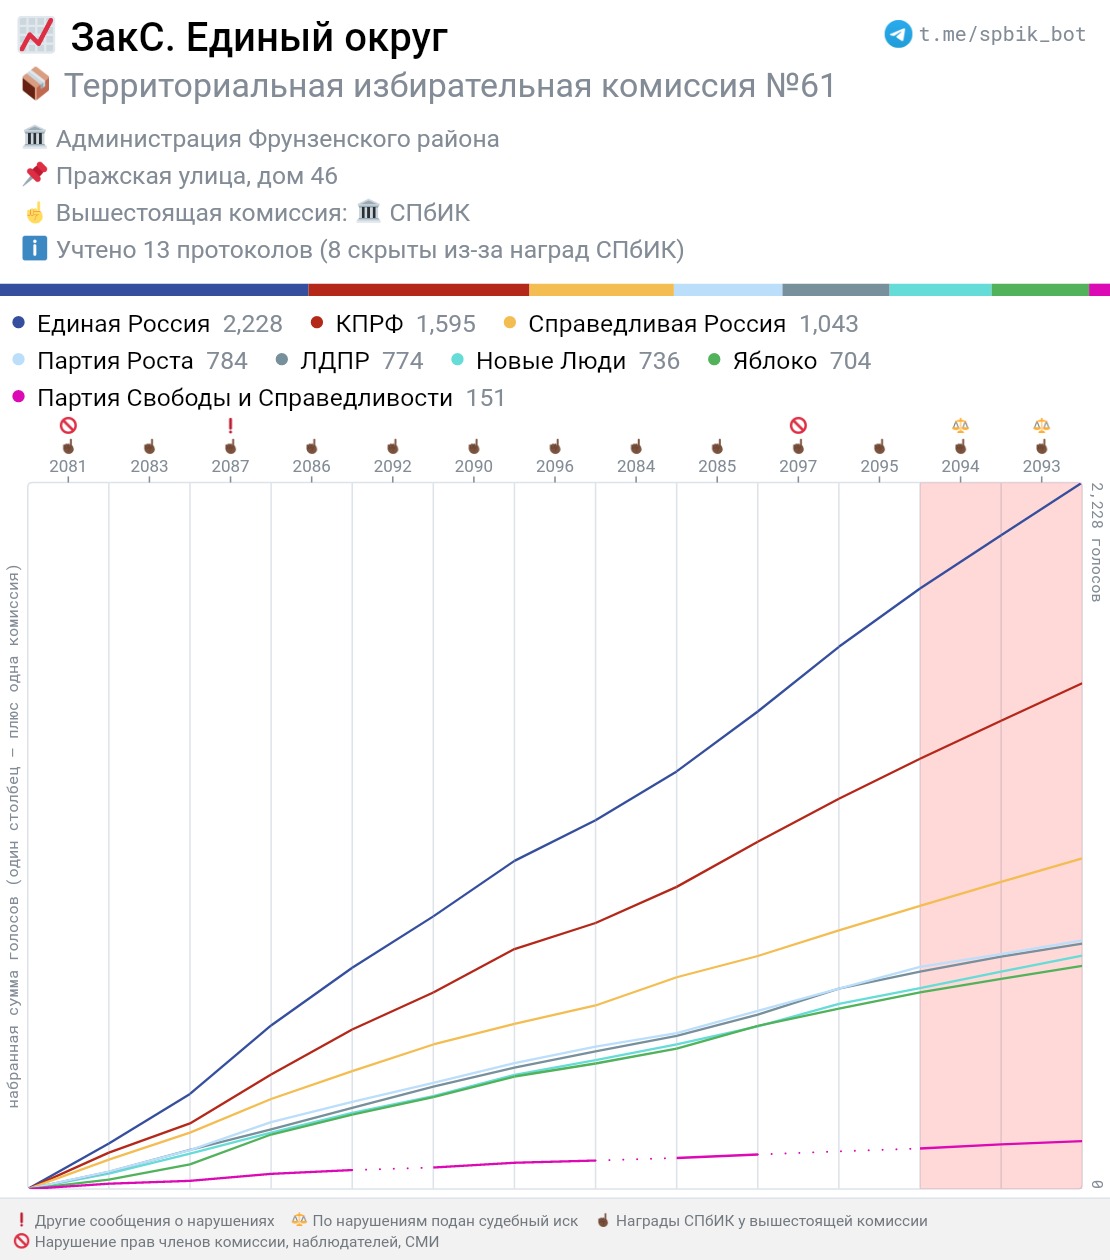 ЗакС. Единый округ
t.me/spbik_bot
Территориальная избирательная комиссия №61
Администрация Фрунзенского района
Пражская улица, дом 46
Вышестоящая комиссия: СПбИК
Учтено 13 протоколов (8 скрыты из-за наград СПбИК)
Единая Россия 2,228 КПРФ 1,595 Справедливая Россия 1,043
Партия Роста 784 ЛДПР 774 Новые Люди 736 Яблоко 704
Партия Свободы и Справедливости 151
2081 2083 2087 2086 2092 2090 2096 2084 2085 2097 2095 2094 2093
2,228 голосов
набранная сумма голосов (один столбец – плюс одна комиссия)
0
Другие сообщения о нарушениях По нарушениям подан судебный иск Награды СПбИК у вышестоящей комиссии
Нарушение прав членов комиссии, наблюдателей, СМИ